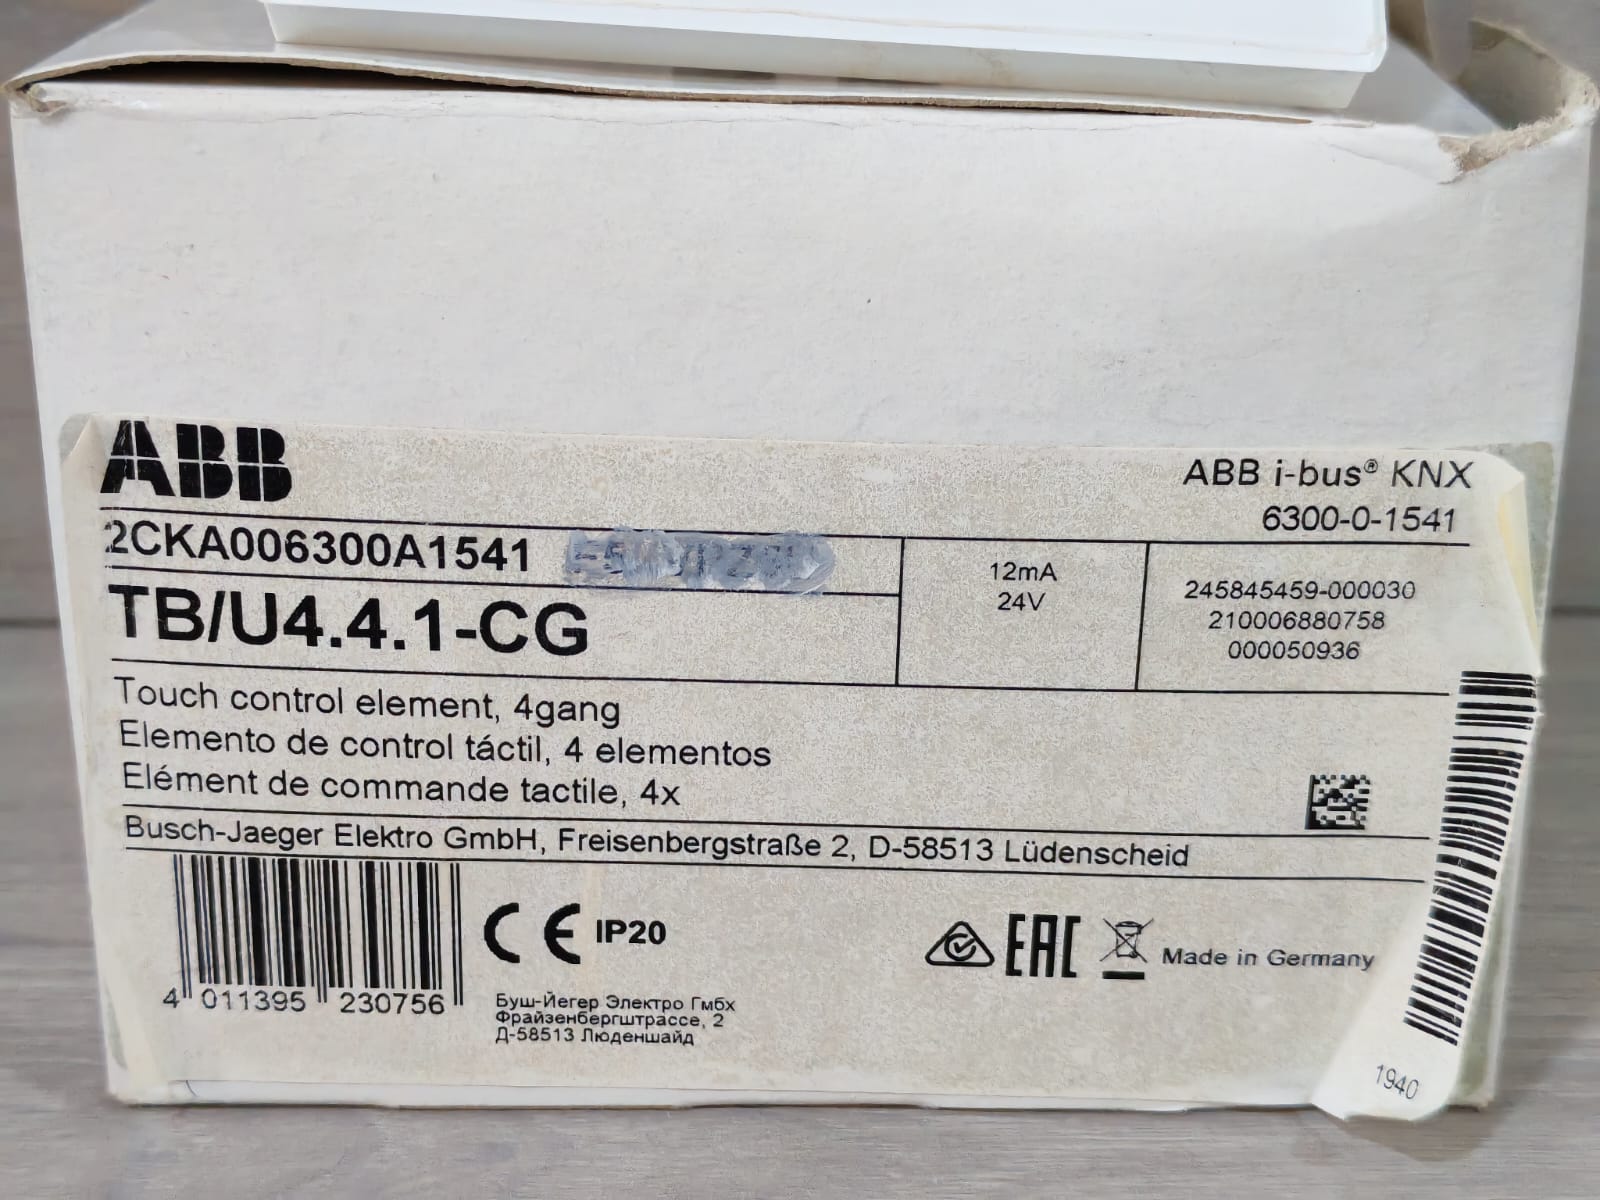 ABB
ABB i-bus® KNX
6300-0-1541
2CKA006300A1541
TB/U4.4.1-CG
12mA
24V
245845459-000030
210006880758
000050936
Touch control element, 4gang
Elemento de control táctil, 4 elementos
Elément de commande tactile, 4x
Busch-Jaeger Elektro GmbH, Freisenbergstraße 2, D-58513 Lüdenscheid
4 011395 230756
CE IP20
EAC
Made in Germany
Буш-Йегер Электро Гмбх
Фрайзенбергштрассе, 2
Д-58513 Люденшайд
1940